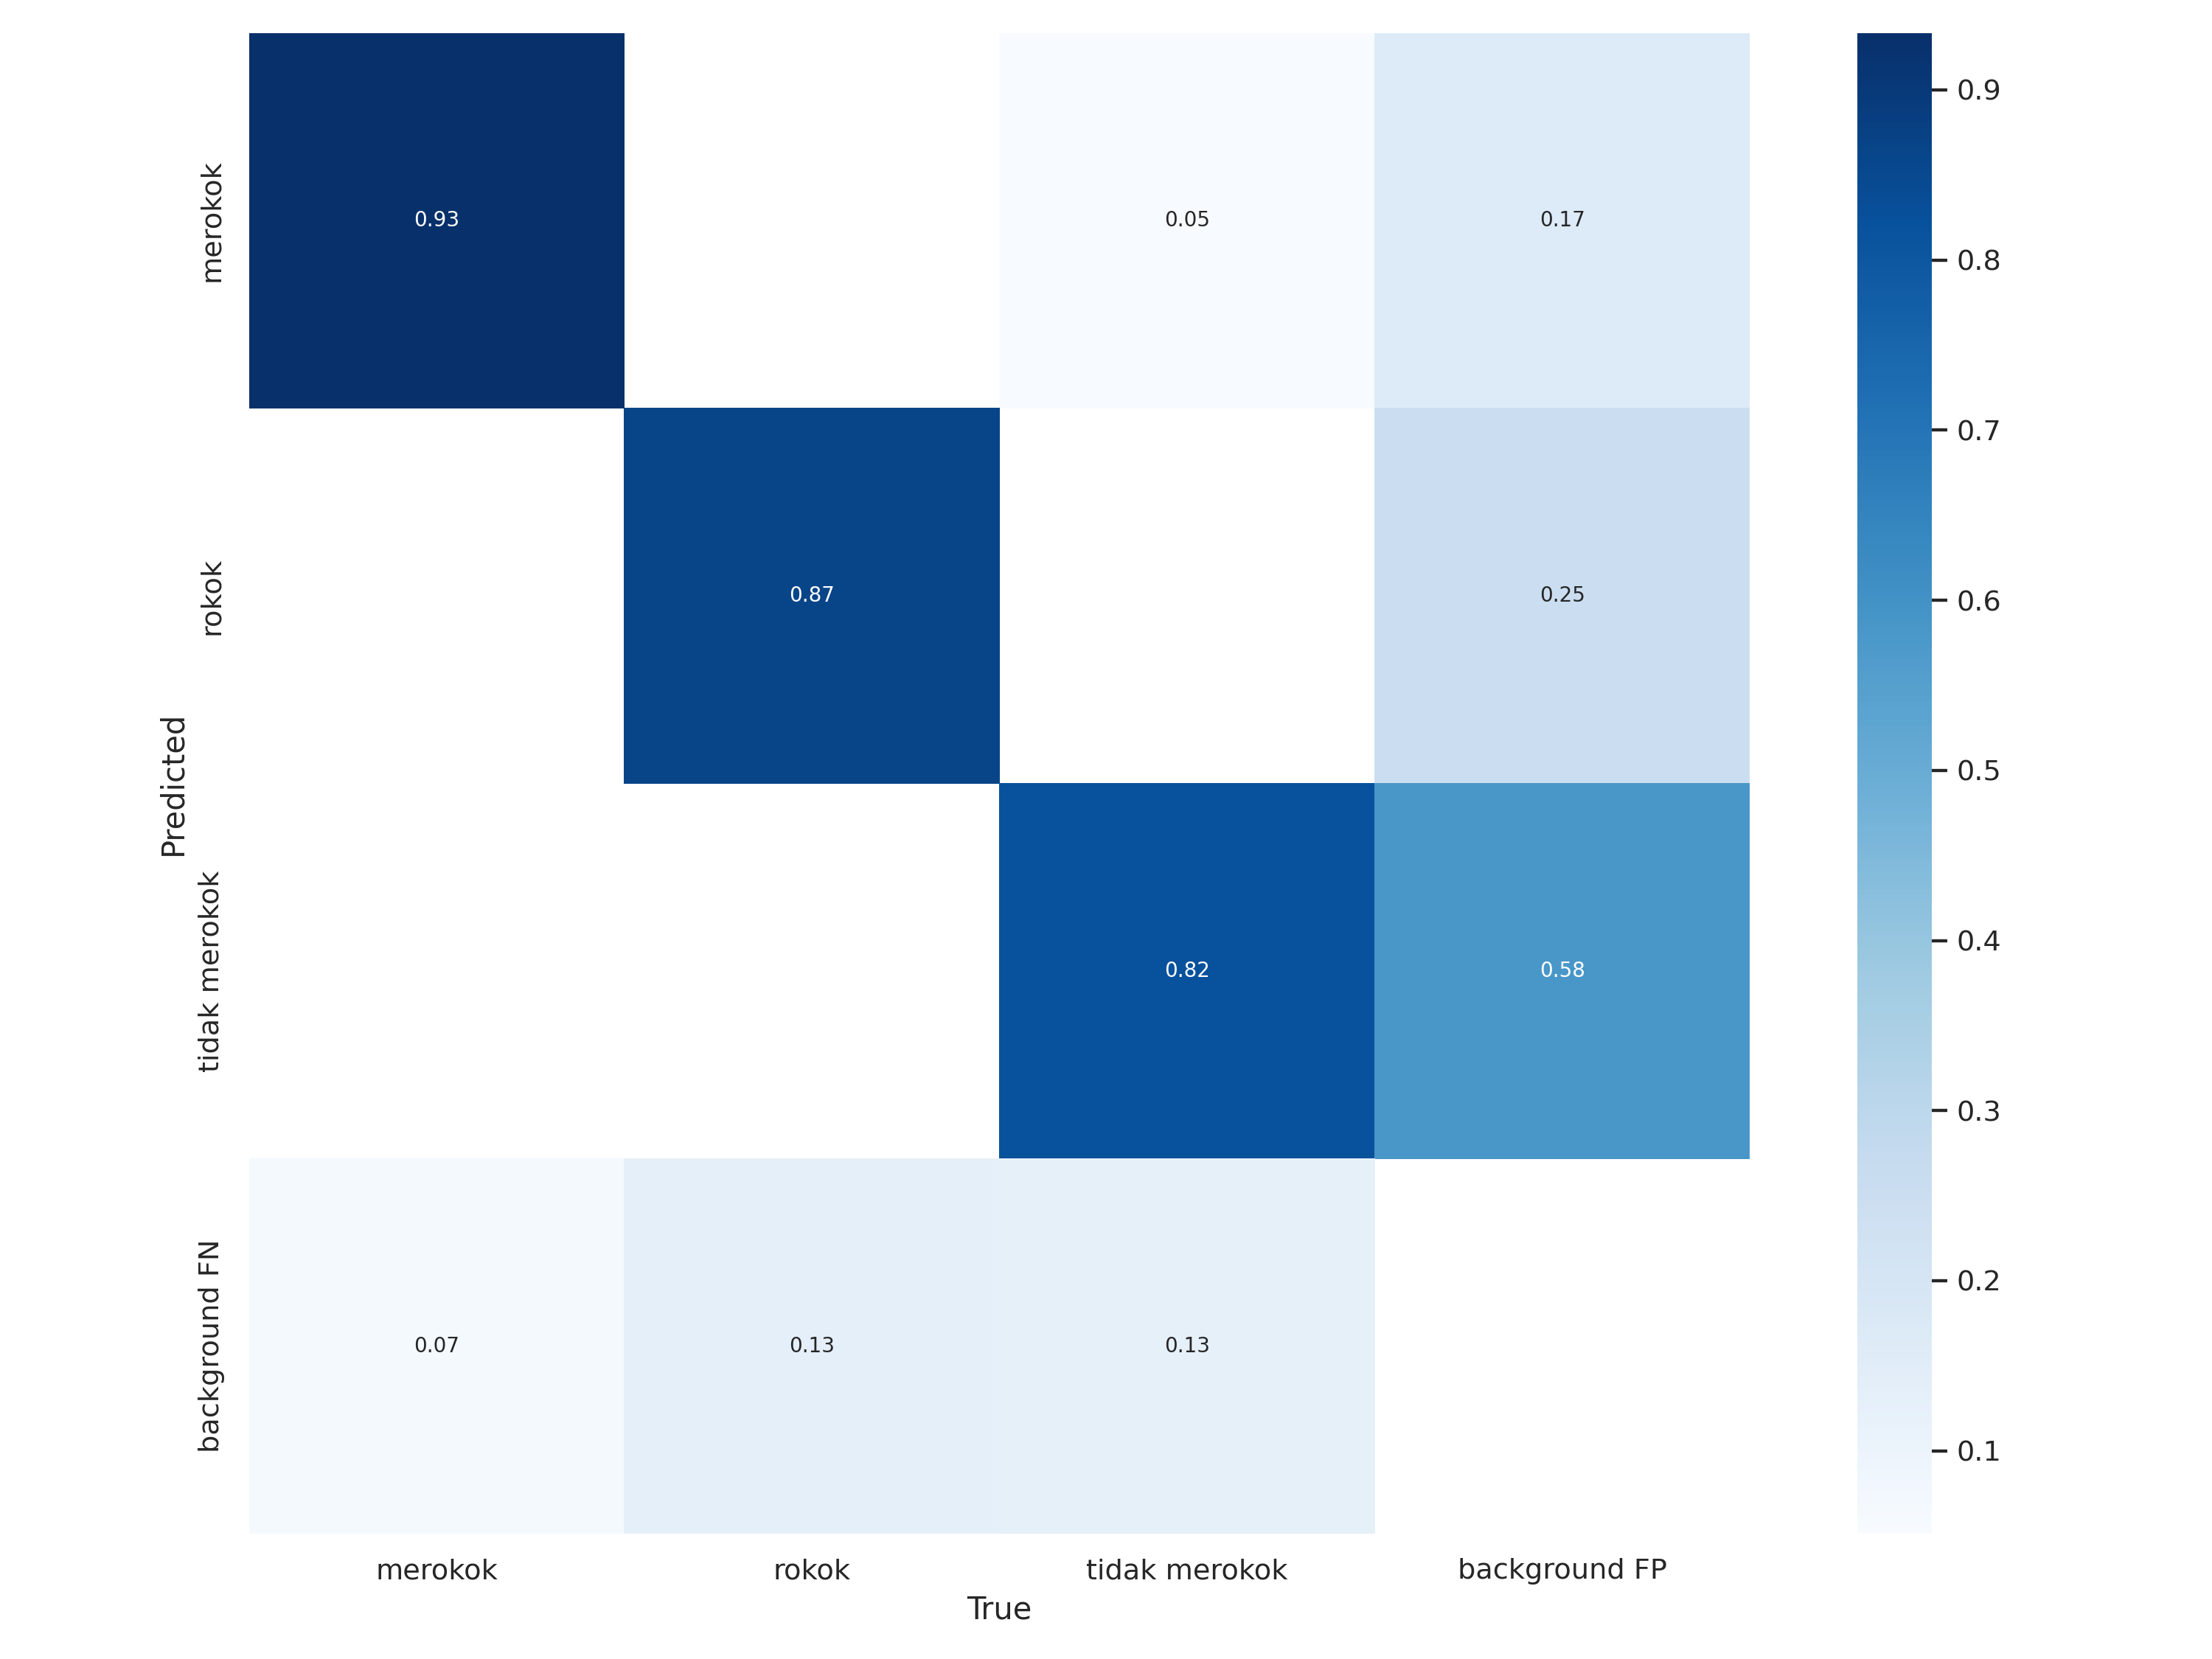 merokok
0.93
0.05
0.17
rokok
0.87
0.25
tidak merokok
0.82
0.58
background FN
0.07
0.13
0.13
Predicted
merokok
rokok
tidak merokok
background FP
True
0.9
0.8
0.7
0.6
0.5
0.4
0.3
0.2
0.1